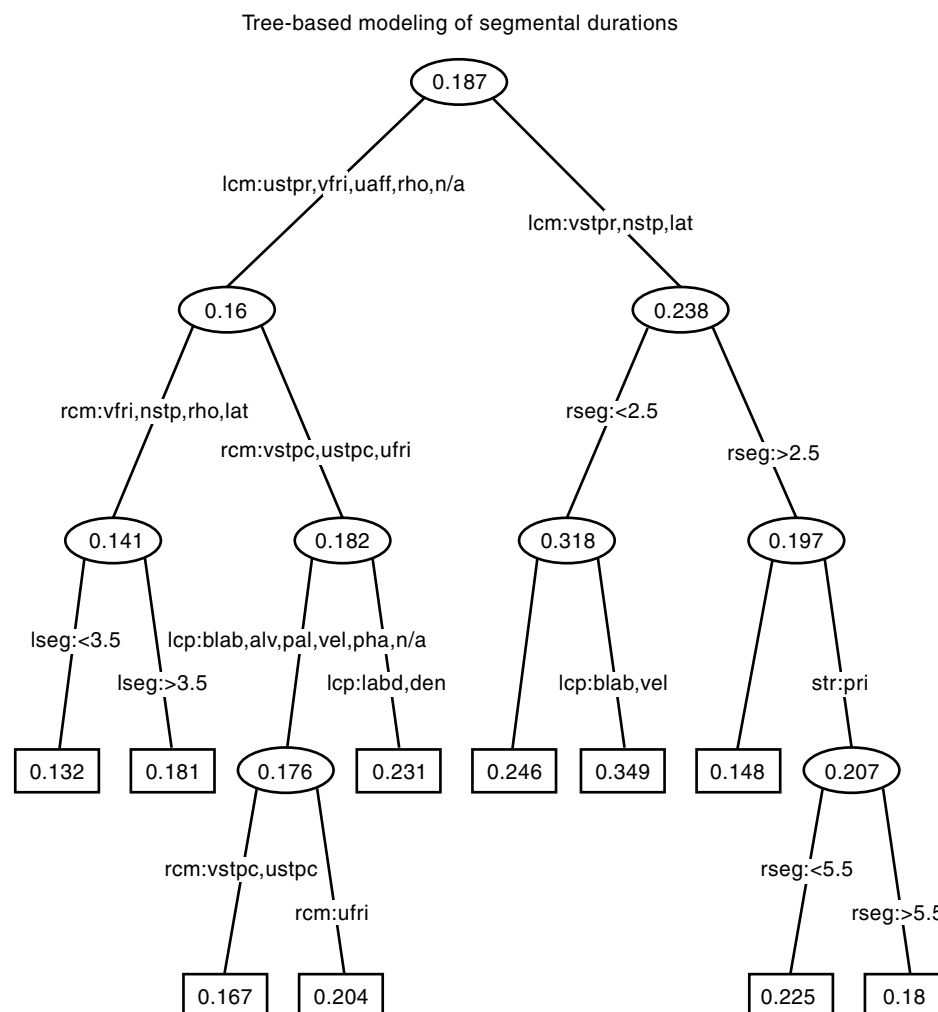 Tree-based modeling of segmental durations
0.187
lcm:ustpr,vfri,uaff,rho,n/a
lcm:vstpr,nstp,lat
0.16
0.238
rcm:vfri,nstp,rho,lat
rseg:<2.5
rcm:vstpc,ustpc,ufri
rseg:>2.5
0.141
0.182
0.318
0.197
lseg:<3.5
lcp:blab,alv,pal,vel,pha,n/a
lseg:>3.5
lcp:labd,den
lcp:blab,vel
str:pri
0.132
0.181
0.176
0.231
0.246
0.349
0.148
0.207
rcm:vstpc,ustpc
rseg:<5.5
rcm:ufri
rseg:>5.5
0.167
0.204
0.225
0.18